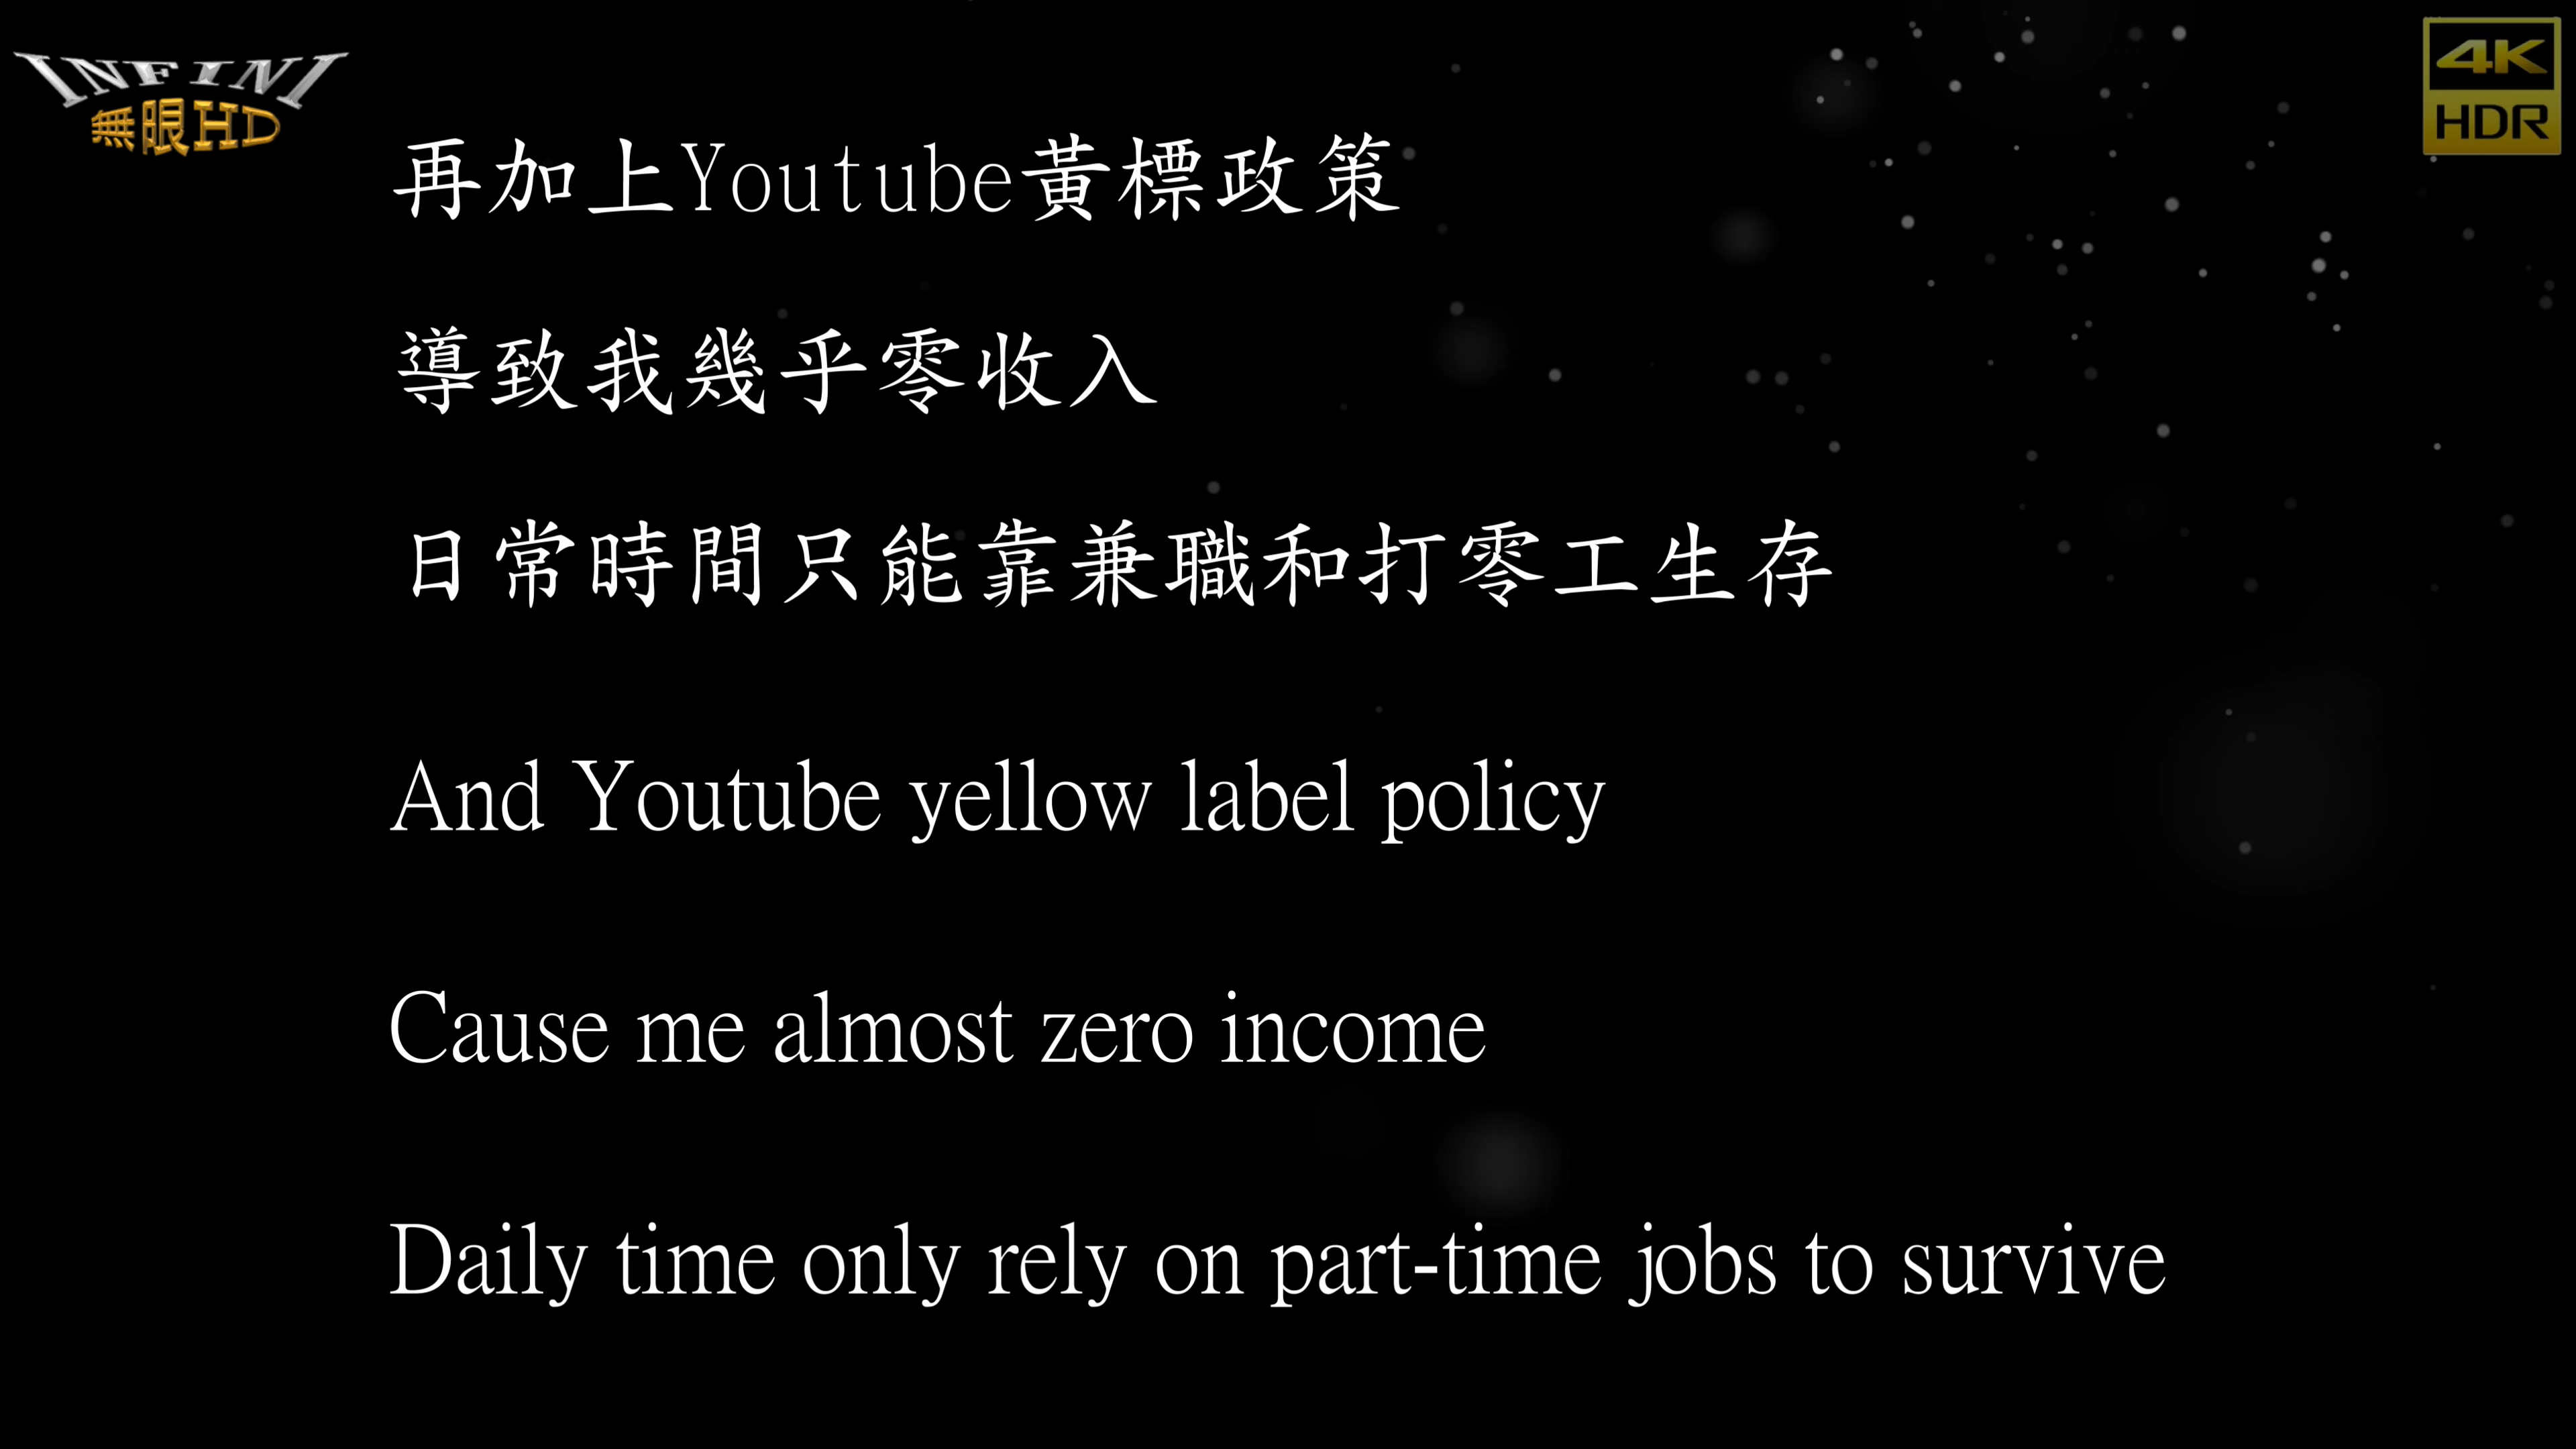 INFINI
無限HD
4K
HDR
再加上Youtube黃標政策
導致我幾乎零收入
日常時間只能靠兼職和打零工生存
And Youtube yellow label policy
Cause me almost zero income
Daily time only rely on part-time jobs to survive